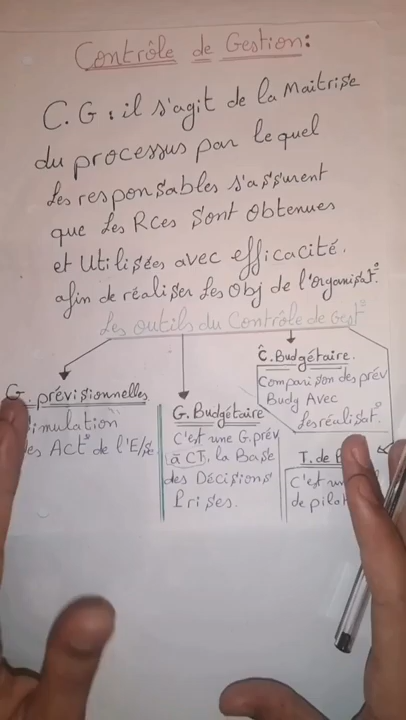 Contrôle de Gestion:
C.G: il s'agit de la Maitrise
du processus par lequel
Les responsables s'assurent
que Les Rces Sont Obtenues
et Utilisées avec efficacité.
afin de réaliser Les Obj de l'organisat°.
Les outils du Contrôle de Gest°
G. prévisionnelles
imulation
es Act° de l'E/se
G. Budgétaire
C'est une G. prév
à CT, la Base
des Décisions
Prises.
C. Budgétaire.
Comparaison des prév
Budg Avec
Les réalisat°.
T. de
C'est un
de pilo